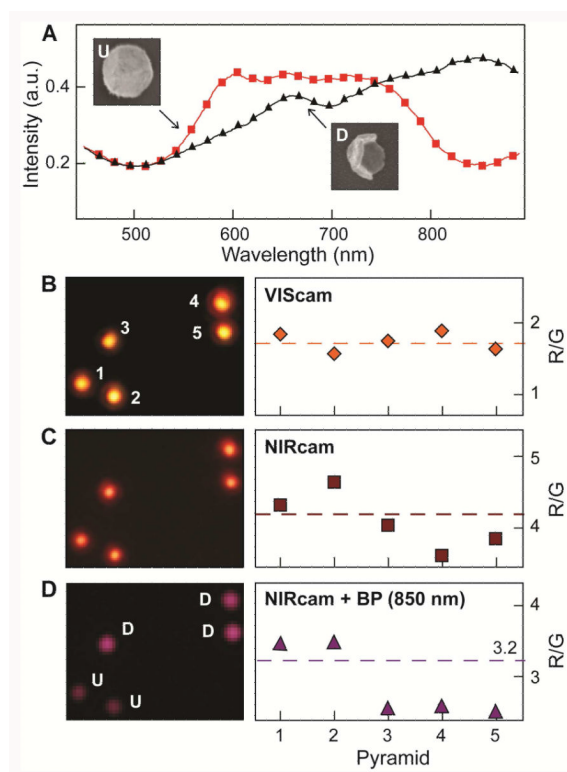 A
U
D
0.4
0.2
Intensity (a.u.)
500 600 700 800
Wavelength (nm)
B
4
5
3
1
2
VIScam
2
1
R/G
C
NIRcam
5
4
R/G
D
D
D
D
U
U
NIRcam + BP (850 nm)
4
3.2
3
R/G
1 2 3 4 5
Pyramid